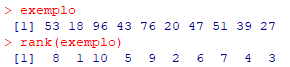 > exemplo
[1] 53 18 96 43 76 20 47 51 39 27
> rank(exemplo)
[1] 8 1 10 5 9 2 6 7 4 3